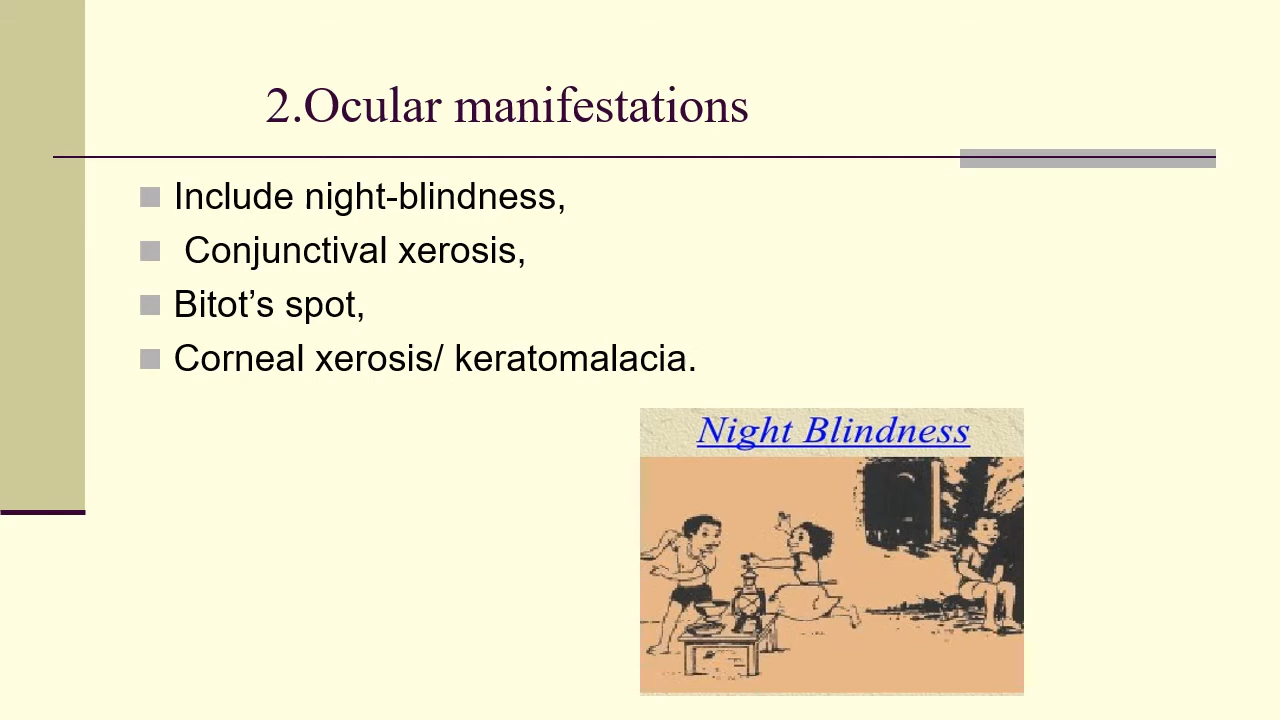 2.Ocular manifestations
Include night-blindness,
Conjunctival xerosis,
Bitot’s spot,
Corneal xerosis/ keratomalacia.
Night Blindness